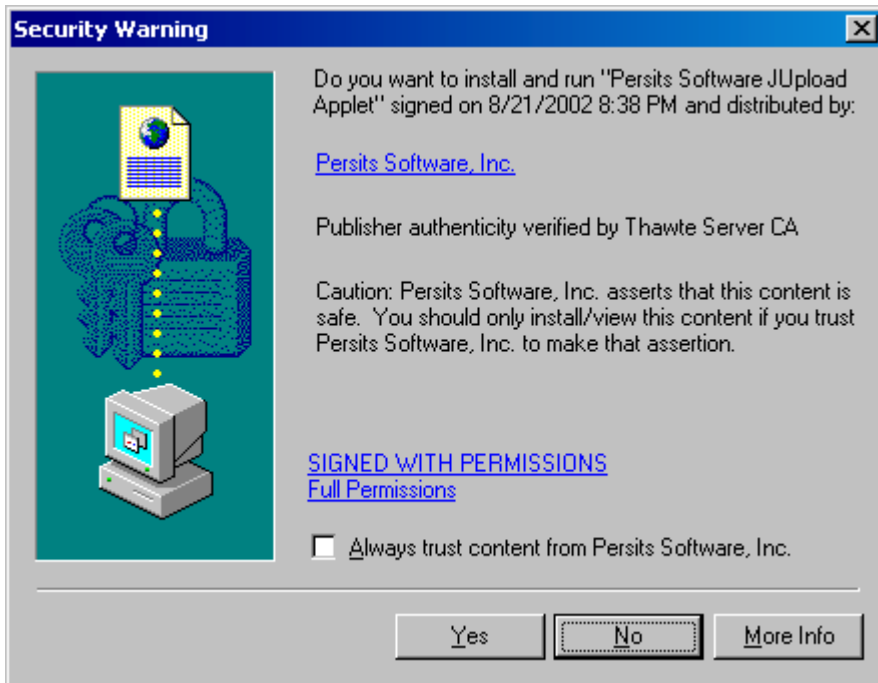 Security Warning
Do you want to install and run "Persits Software JUpload
Applet" signed on 8/21/2002 8:38 PM and distributed by:
Persits Software, Inc.
Publisher authenticity verified by Thawte Server CA
Caution: Persits Software, Inc. asserts that this content is
safe.  You should only install/view this content if you trust
Persits Software, Inc. to make that assertion.
SIGNED WITH PERMISSIONS
Full Permissions
Always trust content from Persits Software, Inc.
Yes No More Info